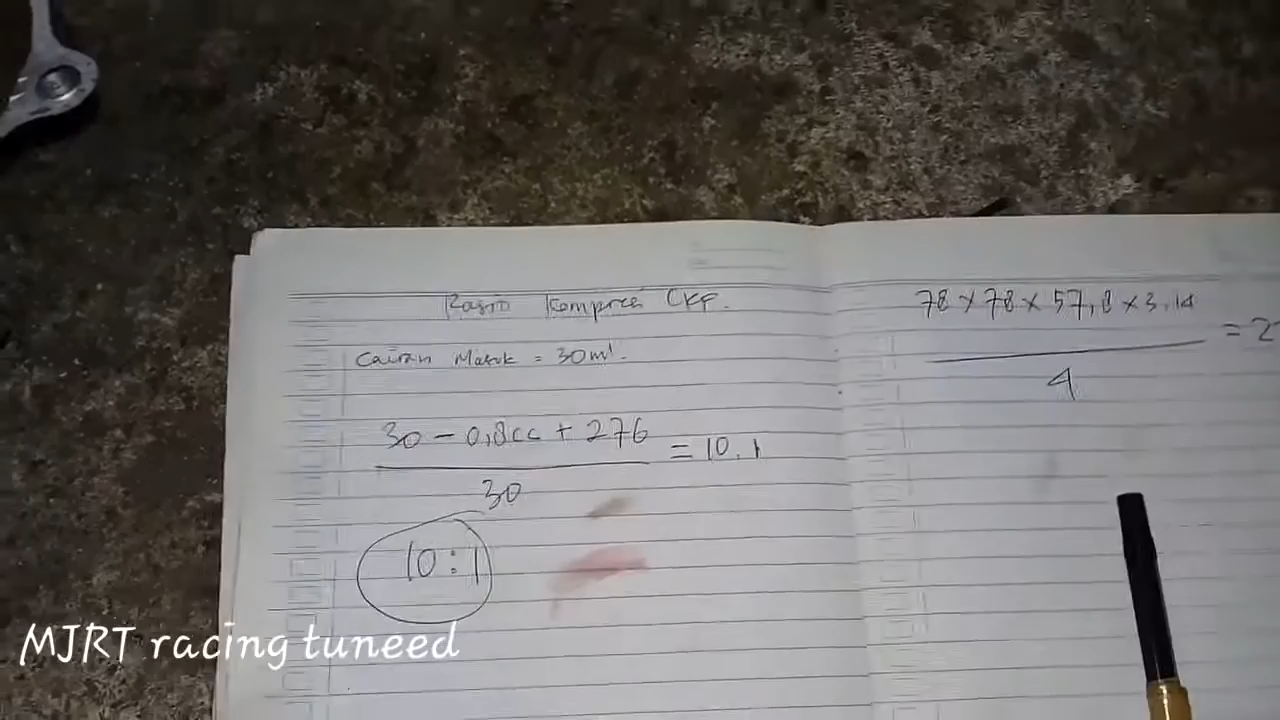 Rasio Kompresi CKP.
Cairan Masuk = 30ml.
30 - 0,8cc + 276
= 10.1
30
10:1
78 x 78 x 57,8 x 3.14
= 2
4
MJRT racing tuneed